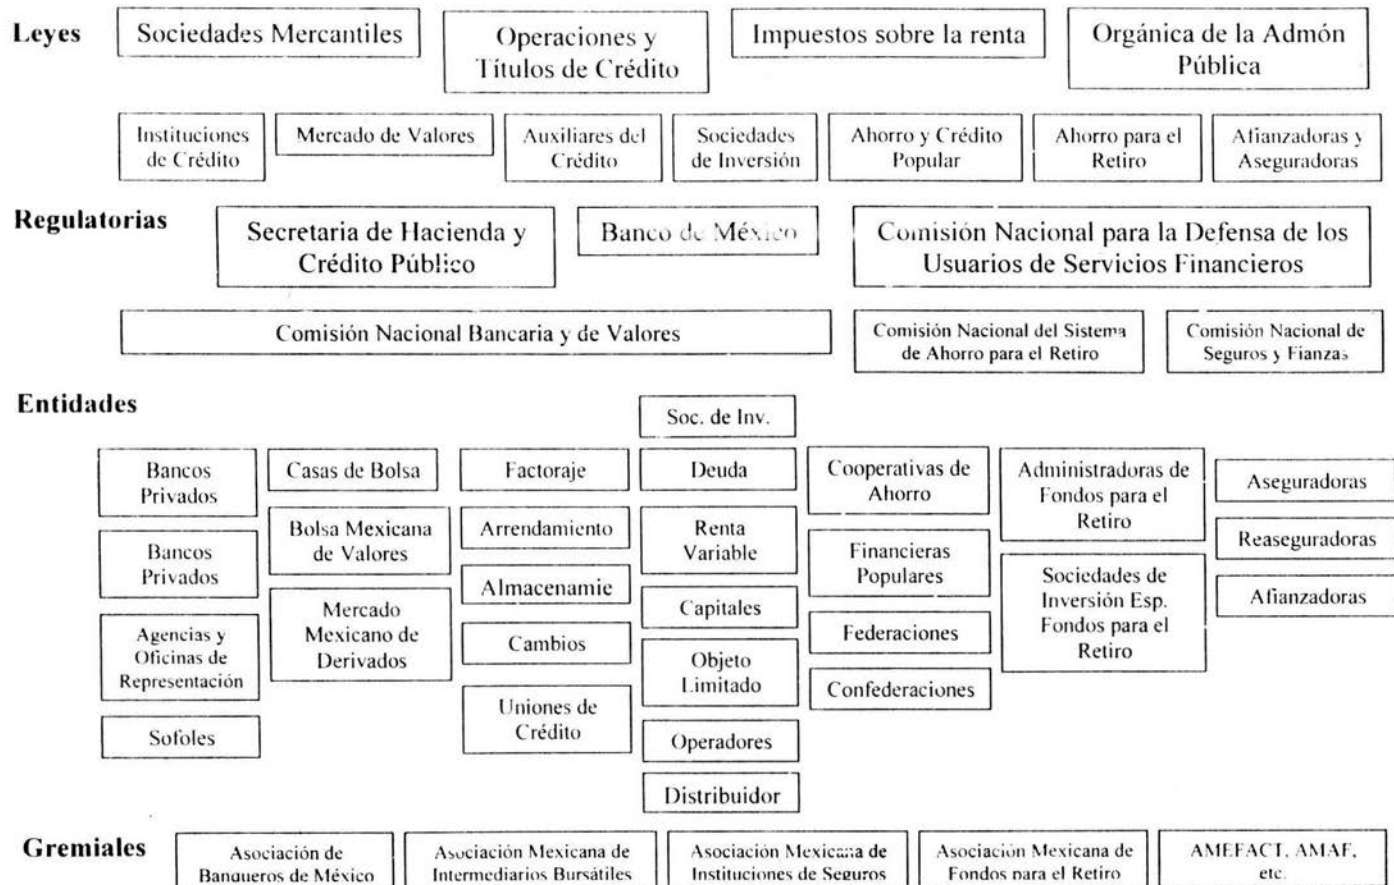 Leyes
Sociedades Mercantiles
Operaciones y
Títulos de Crédito
Impuestos sobre la renta
Orgánica de la Admón
Pública
Instituciones
de Crédito
Mercado de Valores
Auxiliares del
Crédito
Sociedades
de Inversión
Ahorro y Crédito
Popular
Ahorro para el
Retiro
Afianzadoras y
Aseguradoras
Regulatorias
Secretaria de Hacienda y
Crédito Público
Banco de México
Comisión Nacional para la Defensa de los
Usuarios de Servicios Financieros
Comisión Nacional Bancaria y de Valores
Comisión Nacional del Sistema
de Ahorro para el Retiro
Comisión Nacional de
Seguros y Fianzas
Entidades
Bancos
Privados
Bancos
Privados
Agencias y
Oficinas de
Representación
Sofoles
Casas de Bolsa
Bolsa Mexicana
de Valores
Mercado
Mexicano de
Derivados
Factoraje
Arrendamiento
Almacenamie
Cambios
Uniones de
Crédito
Soc. de Inv.
Deuda
Renta
Variable
Capitales
Objeto
Limitado
Operadores
Distribuidor
Cooperativas de
Ahorro
Financieras
Populares
Federaciones
Confederaciones
Administradoras de
Fondos para el
Retiro
Sociedades de
Inversión Esp.
Fondos para el
Retiro
Aseguradoras
Reaseguradoras
Afianzadoras
Gremiales
Asociación de
Banqueros de México
Asociación Mexicana de
Intermediarios Bursátiles
Asociación Mexicana de
Instituciones de Seguros
Asociación Mexicana de
Fondos para el Retiro
AMEFACT, AMAF,
etc.